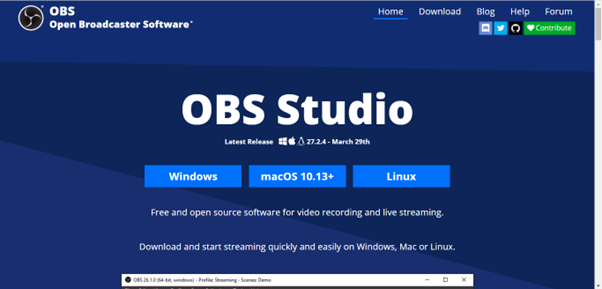 OBS
Open Broadcaster Software
Home Download Blog Help Forum
Contribute
OBS Studio
Latest Release 27.2.4 - March 29th
Windows macOS 10.13+ Linux
Free and open source software for video recording and live streaming.
Download and start streaming quickly and easily on Windows, Mac or Linux.
OBS 26.1.0 (64-bit, windows) - Profile: Streaming - Scenes: Demo